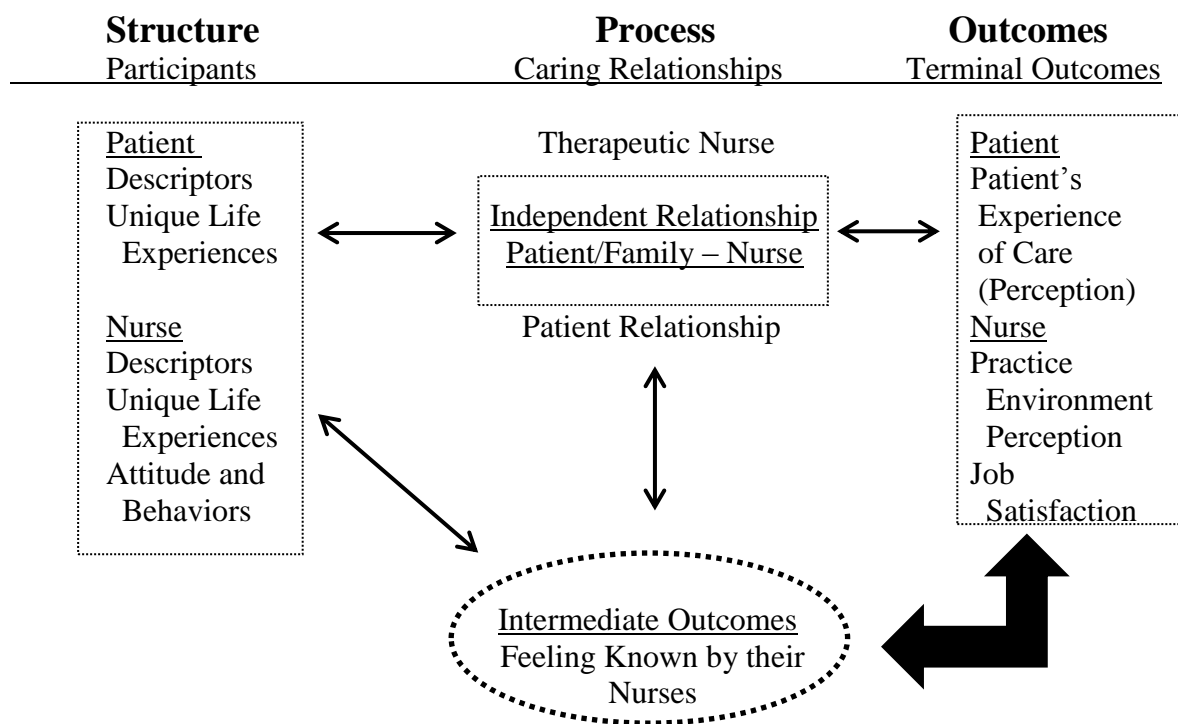 Structure
Participants
Process
Caring Relationships
Outcomes
Terminal Outcomes
Patient
Descriptors
Unique Life
Experiences
Nurse
Descriptors
Unique Life
Experiences
Attitude and
Behaviors
Therapeutic Nurse
Independent Relationship
Patient/Family – Nurse
Patient Relationship
Intermediate Outcomes
Feeling Known by their
Nurses
Patient
Patient’s
Experience
of Care
(Perception)
Nurse
Practice
Environment
Perception
Job
Satisfaction